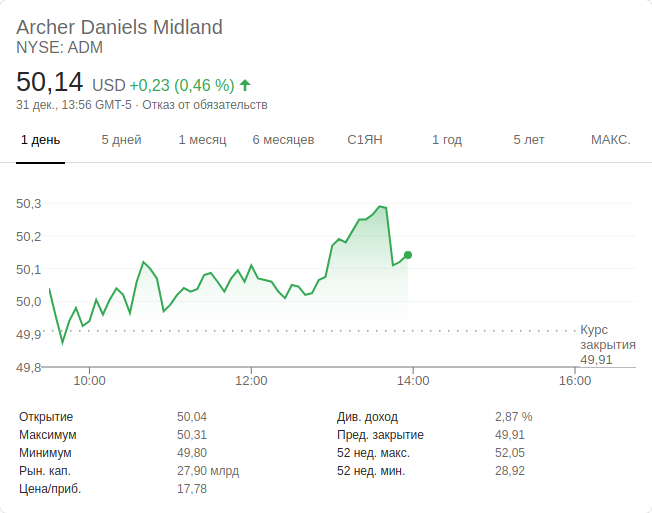 Archer Daniels Midland
NYSE: ADM
50,14 USD +0,23 (0,46 %)
31 дек., 13:56 GMT-5 · Отказ от обязательств
1 день 5 дней 1 месяц 6 месяцев С1ЯН 1 год 5 лет МАКС.
50,3
50,2
50,1
50,0
49,9
49,8
Курс
закрытия
49,91
10:00 12:00 14:00 16:00
Открытие 50,04 Див. доход 2,87 %
Максимум 50,31 Пред. закрытие 49,91
Минимум 49,80 52 нед. макс. 52,05
Рын. кап. 27,90 млрд 52 нед. мин. 28,92
Цена/приб. 17,78